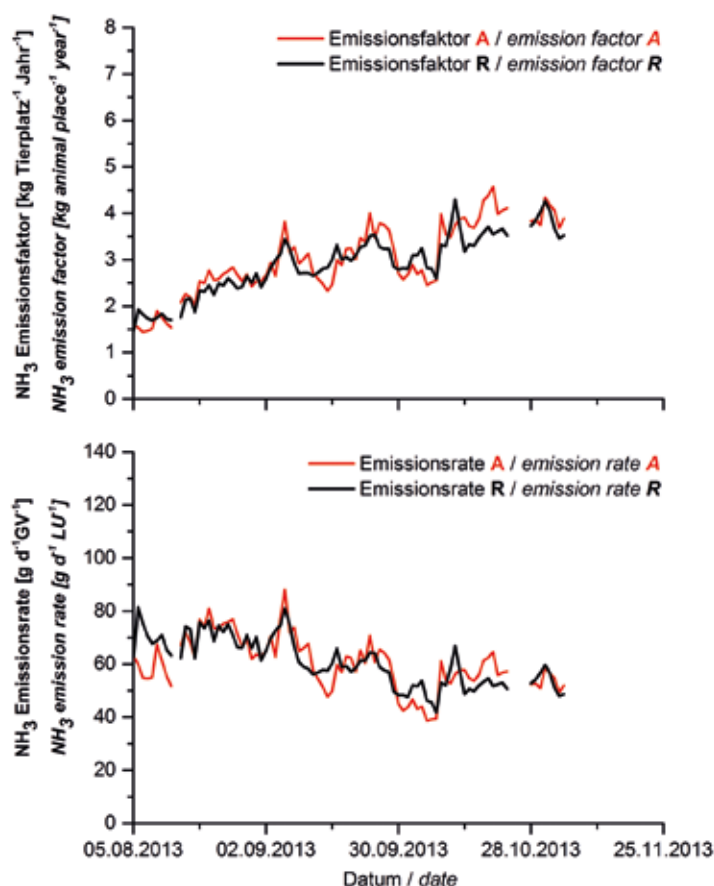 8
7
6
5
4
3
2
1
0
NH₃ Emissionsfaktor [kg Tierplatz⁻¹ Jahr⁻¹]
NH₃ emission factor [kg animal place⁻¹ year⁻¹]
Emissionsfaktor A / emission factor A
Emissionsfaktor R / emission factor R
140
120
100
80
60
40
20
0
NH₃ Emissionsrate [g d⁻¹GV⁻¹]
NH₃ emission rate [g d⁻¹ LU⁻¹]
Emissionsrate A / emission rate A
Emissionsrate R / emission rate R
05.08.2013 02.09.2013 30.09.2013 28.10.2013 25.11.2013
Datum / date